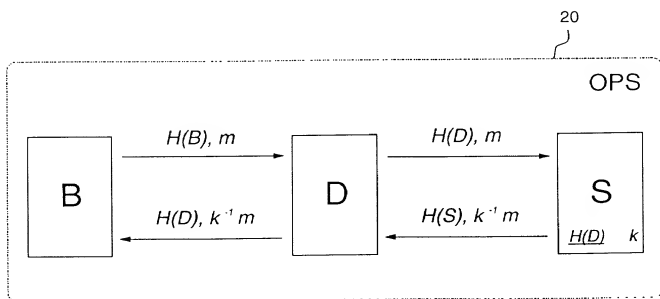 20
OPS
H(B), m
H(D), m
B
D
S
H(D), k⁻¹ m
H(S), k⁻¹ m
H(D) k